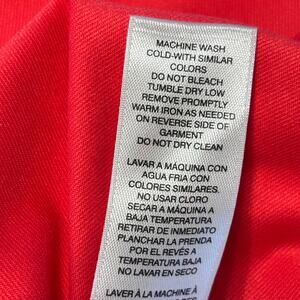 MACHINE WASH
COLD-WITH SIMILAR
COLORS
DO NOT BLEACH
TUMBLE DRY LOW
REMOVE PROMPTLY
WARM IRON AS NEEDED
ON REVERSE SIDE OF
GARMENT
DO NOT DRY CLEAN
LAVAR A MÁQUINA CON
AGUA FRIA CON
COLORES SIMILARES.
NO USAR CLORO
SECAR A MÁQUINA A
BAJA TEMPERATURA
RETIRAR DE INMEDIATO
PLANCHAR LA PRENDA
POR EL REVÉS A
TEMPERATURA BAJA
NO LAVAR EN SECO
LAVER À LA MACHINE À